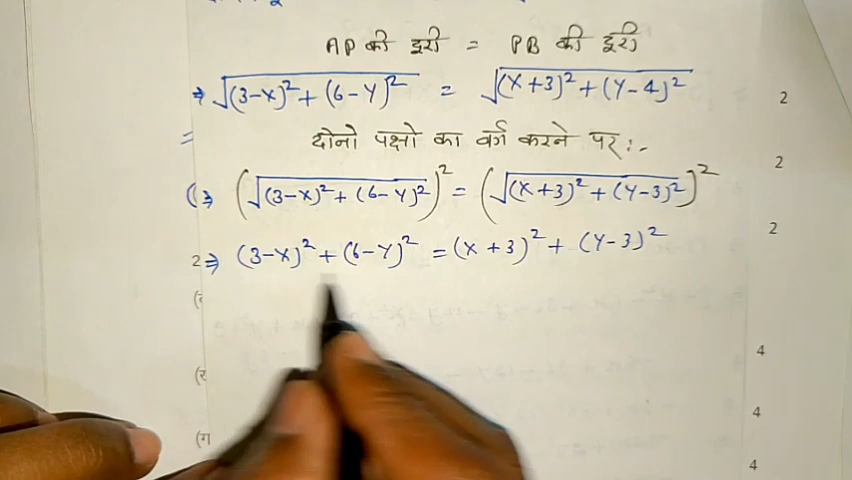 AP की दूरी = PB की दूरी
⇒ √(3-x)² + (6-y)² = √(x+3)² + (y-4)² 2
= दोनो पक्षो का वर्ग करने पर:- 2
(⇒ (√(3-x)² + (6-y)²)² = (√(x+3)² + (y-3)²)² 2
2⇒ (3-x)² + (6-y)² = (x+3)² + (y-3)²
4
4
(ग
4